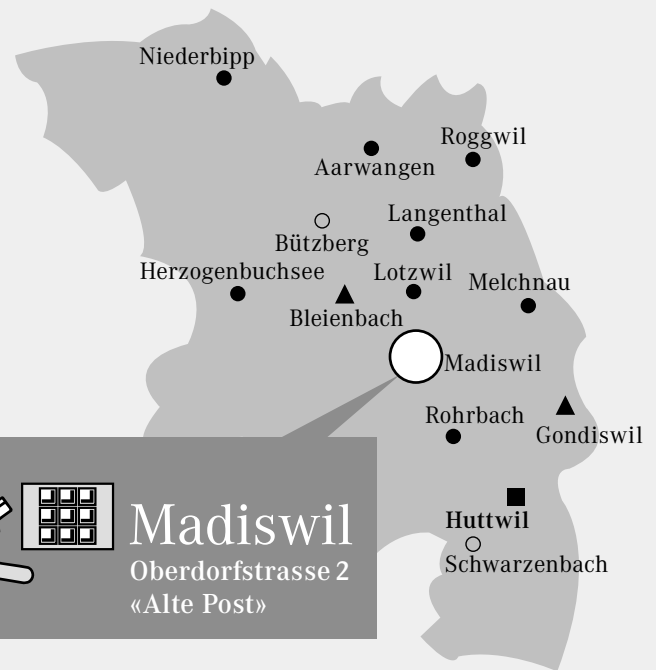 Niederbipp
Roggwil
Aarwangen
Langenthal
Bützberg
Herzogenbuchsee
Lotzwil
Melchnau
Bleienbach
Madiswil
Rohrbach
Gondiswil
Huttwil
Schwarzenbach
Madiswil
Oberdorfstrasse 2
«Alte Post»